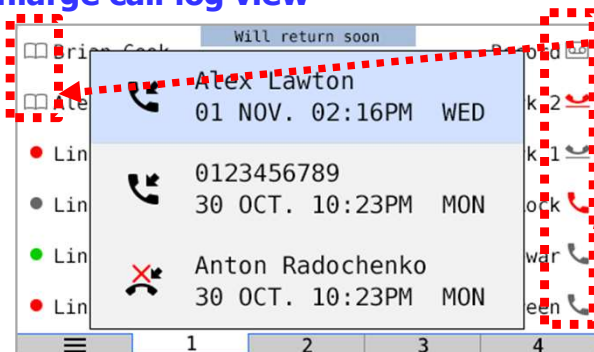 nlarge call log view
Will return soon
Brian Cook
Record
Alex Lawton
Ale
k 2
01 NOV. 02:16PM WED
Lin
k 1
0123456789
30 OCT. 10:23PM MON
Lin
ock
Lin
war
Anton Radochenko
30 OCT. 10:23PM MON
Lin
een
1 2 3 4